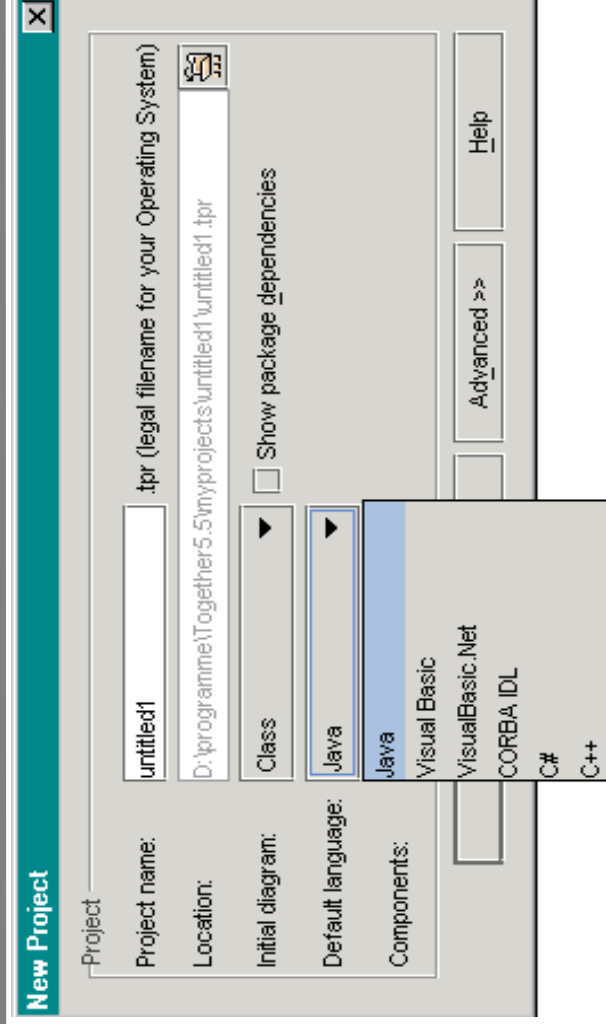 New Project
Project
Project name:
untitled1
.tpr (legal filename for your Operating System)
Location:
D:\programme\Together5.5\myprojects\untitled1\untitled1.tpr
Initial diagram:
Class
Show package dependencies
Default language:
Java
Components:
Java
Visual Basic
VisualBasic.Net
CORBA IDL
C#
C++
Advanced >>
Help